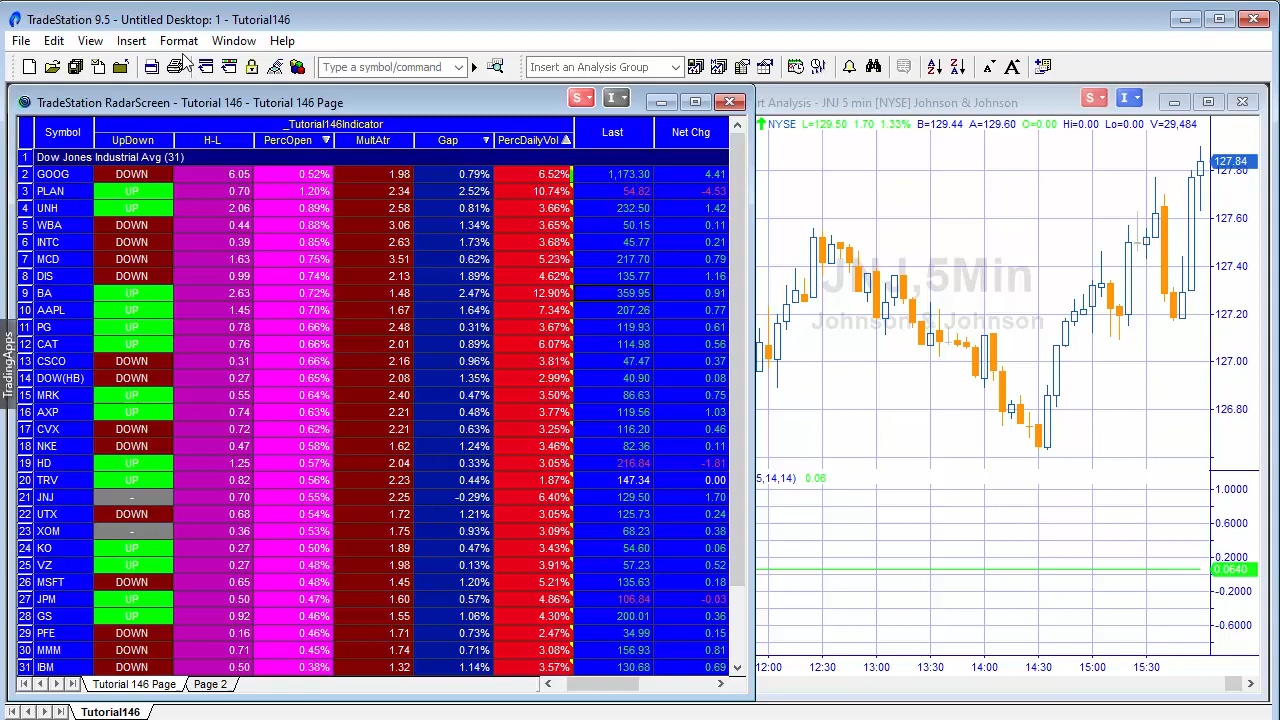 TradeStation 9.5 - Untitled Desktop: 1 - Tutorial146
File Edit View Insert Format Window Help
Type a symbol/command Insert an Analysis Group
TradeStation RadarScreen - Tutorial 146 - Tutorial 146 Page S I
rt Analysis - JNJ 5 min [NYSE] Johnson & Johnson S I
NYSE L=129.50 1.70 1.33% B=129.44 A=129.60 O=0.00 Hi=0.00 Lo=0.00 V=29,484
Symbol _Tutorial146Indicator Last Net Chg
UpDown H-L PercOpen MultAtr Gap PercDailyVol
1 Dow Jones Industrial Avg (31)
2 GOOG DOWN 6.05 0.52% 1.98 0.79% 6.52% 1,173.30 4.41
3 PLAN UP 0.70 1.20% 2.34 2.52% 10.74% 54.82 -4.53
4 UNH UP 2.06 0.89% 2.58 0.81% 3.66% 232.50 1.42
5 WBA DOWN 0.44 0.88% 3.06 1.34% 3.65% 50.15 0.11
6 INTC DOWN 0.39 0.85% 2.63 1.73% 3.68% 45.77 0.21
7 MCD DOWN 1.63 0.75% 3.51 0.62% 5.23% 217.70 0.79
8 DIS DOWN 0.99 0.74% 2.13 1.89% 4.62% 135.77 1.16
9 BA UP 2.63 0.72% 1.48 2.47% 12.90% 359.95 0.91
10 AAPL UP 1.45 0.70% 1.67 1.64% 7.34% 207.26 0.77
11 PG UP 0.78 0.66% 2.48 0.31% 3.67% 119.93 0.61
12 CAT UP 0.76 0.66% 2.01 0.89% 6.07% 114.98 0.56
13 CSCO DOWN 0.31 0.66% 2.16 0.96% 3.81% 47.47 0.37
14 DOW(HB) DOWN 0.27 0.65% 2.08 1.35% 2.99% 40.90 0.08
15 MRK UP 0.55 0.64% 2.40 0.47% 3.50% 86.63 0.75
16 AXP UP 0.74 0.63% 2.21 0.48% 3.77% 119.56 1.03
17 CVX DOWN 0.72 0.62% 2.21 0.63% 3.25% 116.20 0.46
18 NKE DOWN 0.47 0.58% 1.62 1.24% 3.46% 82.36 0.11
19 HD UP 1.25 0.57% 2.04 0.33% 3.05% 216.84 -1.81
20 TRV UP 0.82 0.56% 2.23 0.44% 1.87% 147.34 0.00
21 JNJ - 0.70 0.55% 2.25 -0.29% 6.40% 129.50 1.70
22 UTX DOWN 0.68 0.54% 1.72 1.21% 3.05% 125.73 0.24
23 XOM - 0.36 0.53% 1.75 0.93% 3.09% 68.23 0.38
24 KO UP 0.27 0.50% 1.89 0.47% 3.43% 54.60 0.06
25 VZ UP 0.27 0.48% 1.98 0.13% 3.91% 57.23 0.52
26 MSFT DOWN 0.65 0.48% 1.45 1.20% 5.21% 135.63 0.18
27 JPM UP 0.50 0.47% 1.60 0.57% 4.86% 106.84 -0.03
28 GS UP 0.92 0.46% 1.55 1.06% 4.30% 200.01 0.36
29 PFE DOWN 0.16 0.46% 1.71 0.73% 2.47% 34.99 0.15
30 MMM DOWN 0.71 0.45% 1.74 0.71% 3.08% 156.93 0.81
31 IBM DOWN 0.50 0.38% 1.32 1.14% 3.57% 130.68 0.69
Tutorial 146 Page Page 2
TradingApps
JNJ,5Min
Johnson & Johnson
127.84
127.80
127.60
127.40
127.20
127.00
126.80
5,14,14) 0.06
1.0000
0.6000
0.2000
0.0640
-0.2000
-0.6000
12:00 12:30 13:00 13:30 14:00 14:30 15:00 15:30
Tutorial146